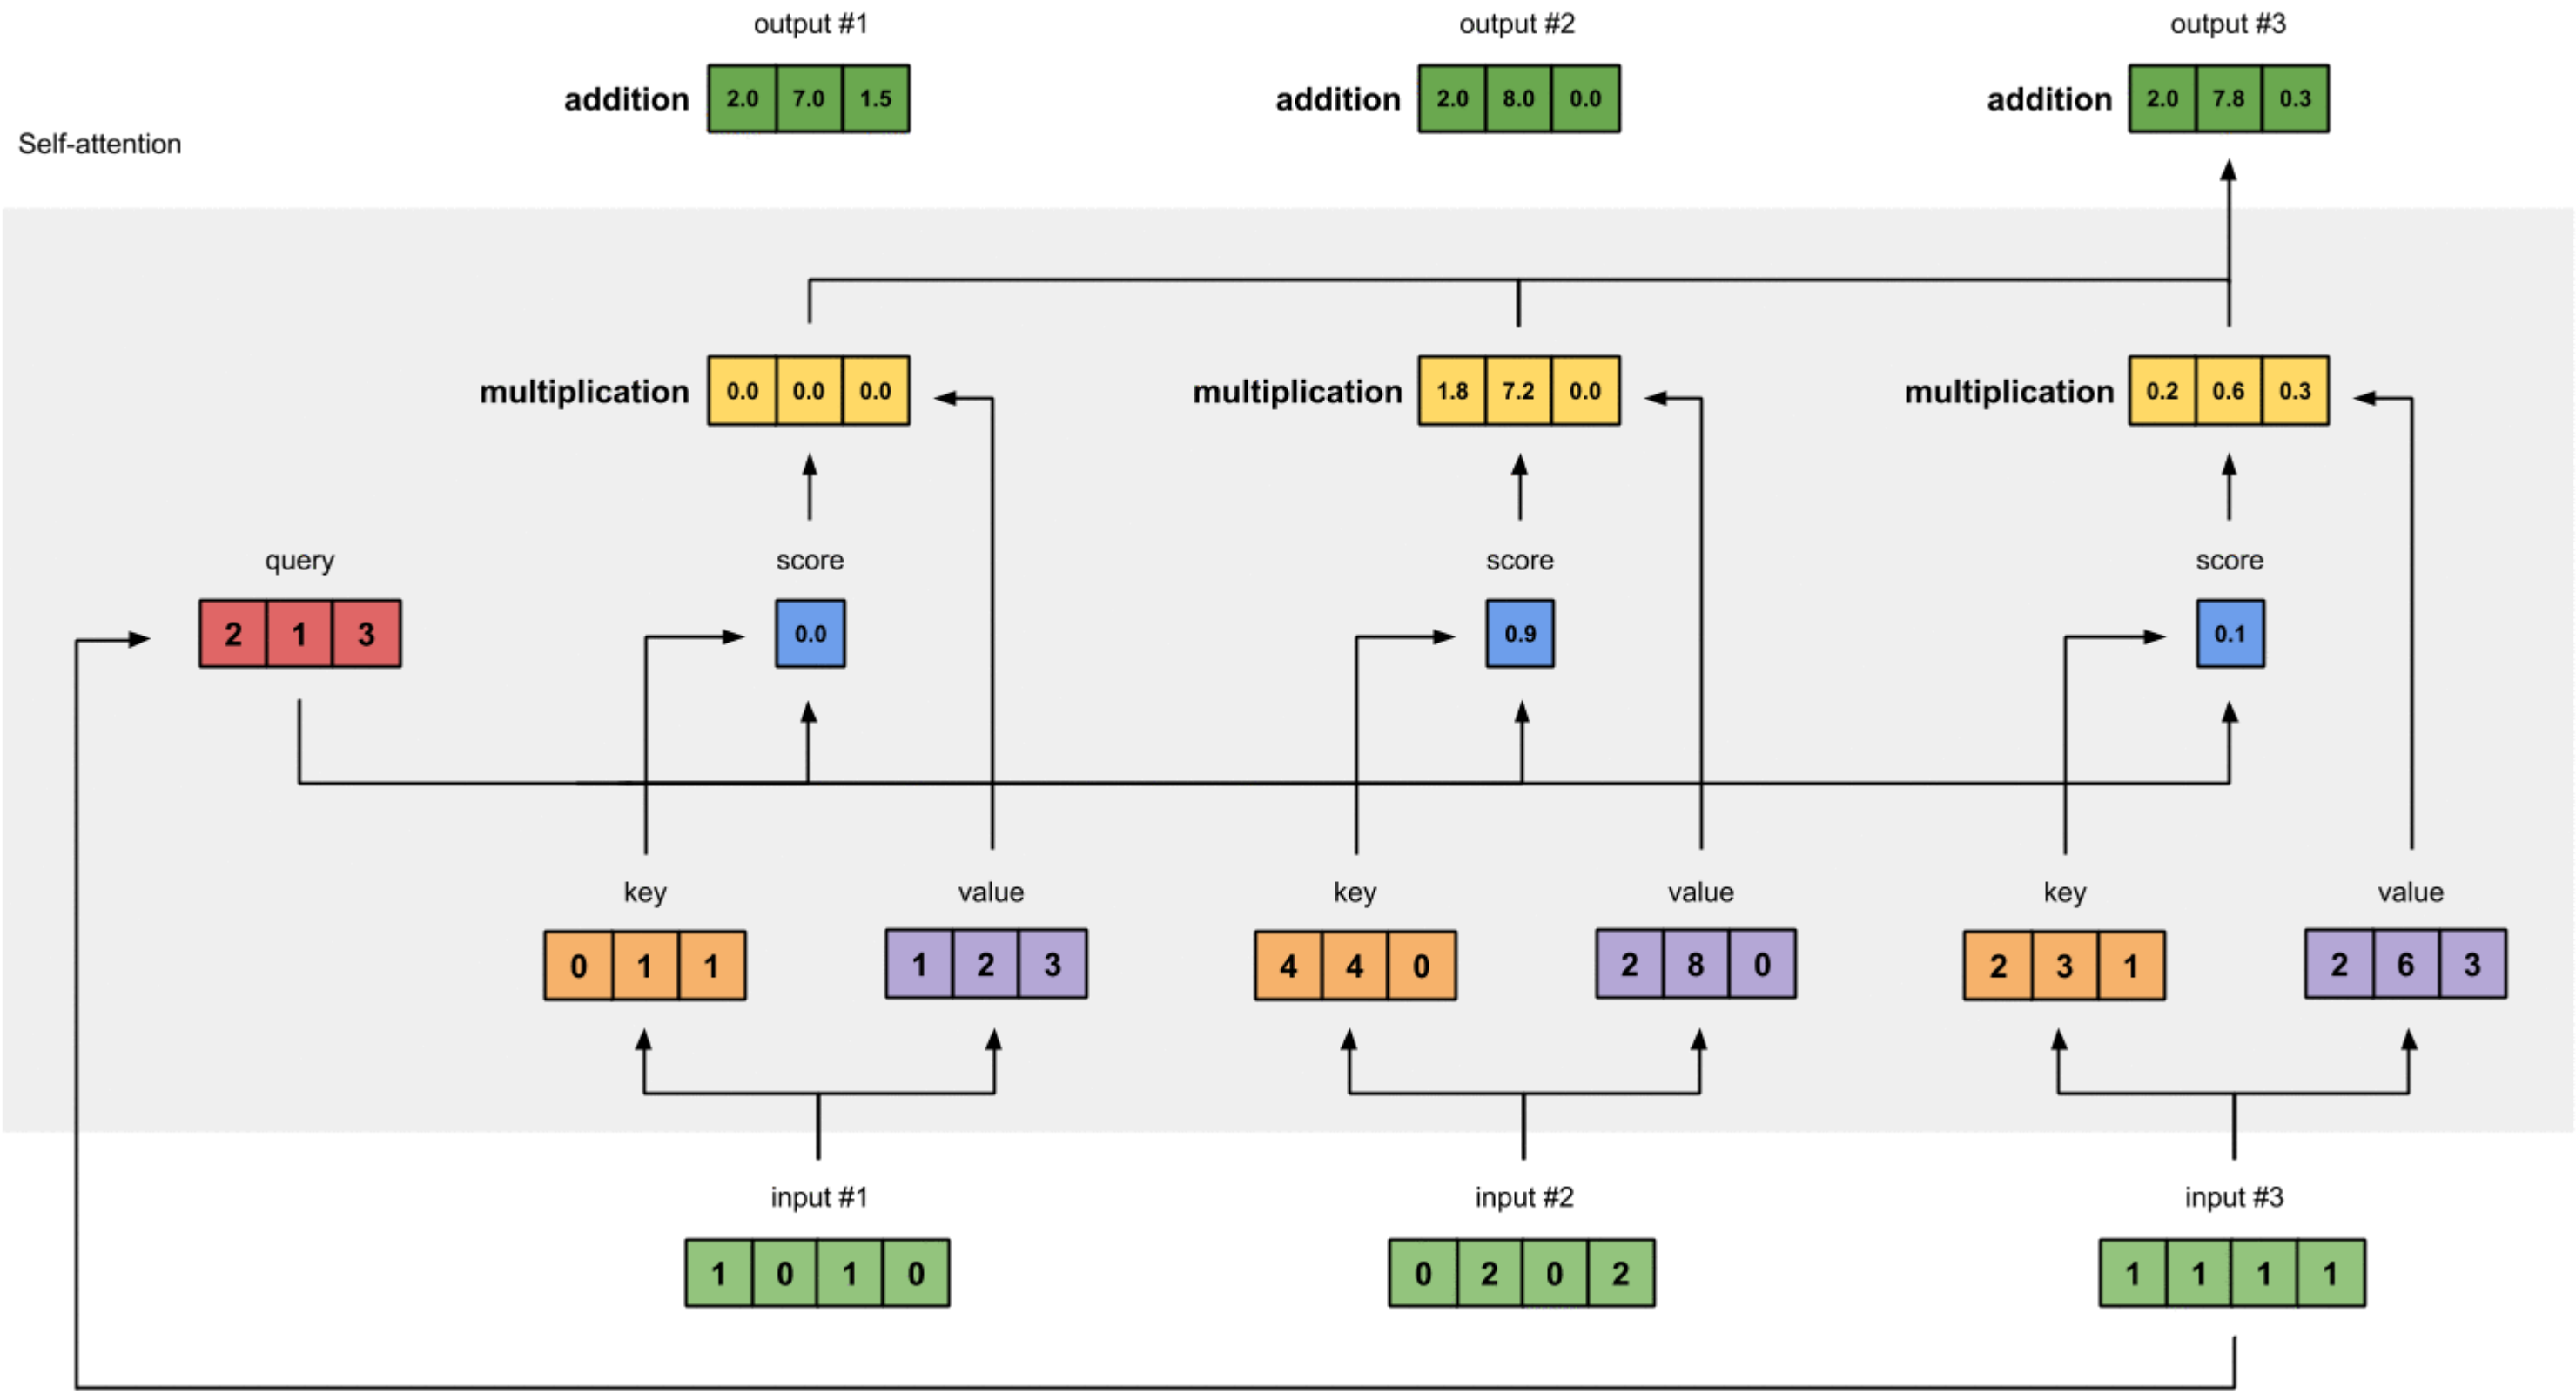 output #1 output #2 output #3
addition 2.0 7.0 1.5 addition 2.0 8.0 0.0 addition 2.0 7.8 0.3
Self-attention
multiplication 0.0 0.0 0.0 multiplication 1.8 7.2 0.0 multiplication 0.2 0.6 0.3
query score score score
2 1 3 0.0 0.9 0.1
key value key value key value
0 1 1 1 2 3 4 4 0 2 8 0 2 3 1 2 6 3
input #1 input #2 input #3
1 0 1 0 0 2 0 2 1 1 1 1